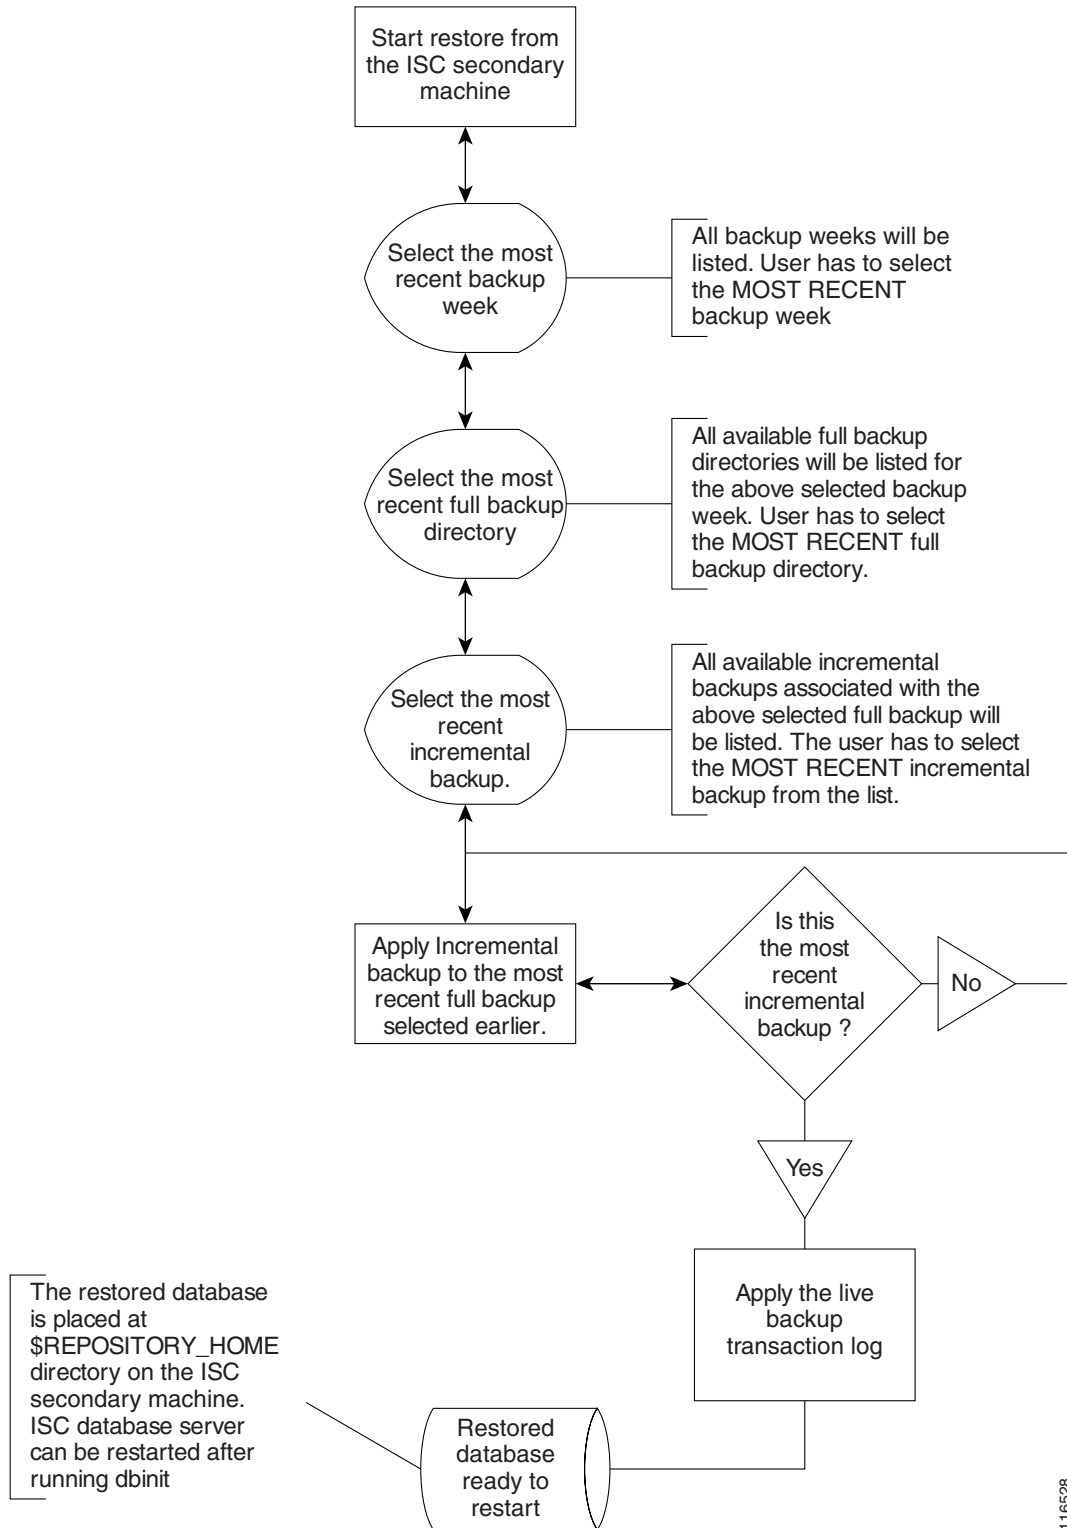 Start restore from
the ISC secondary
machine
Select the most
recent backup
week
All backup weeks will be
listed. User has to select
the MOST RECENT
backup week
Select the most
recent full backup
directory
All available full backup
directories will be listed for
the above selected backup
week. User has to select
the MOST RECENT full
backup directory.
Select the most
recent
incremental
backup.
All available incremental
backups associated with the
above selected full backup will
be listed. The user has to select
the MOST RECENT incremental
backup from the list.
Apply Incremental
backup to the most
recent full backup
selected earlier.
Is this
the most
recent
incremental
backup ?
No
Yes
Apply the live
backup
transaction log
The restored database
is placed at
$REPOSITORY_HOME
directory on the ISC
secondary machine.
ISC database server
can be restarted after
running dbinit
Restored
database
ready to
restart
116528